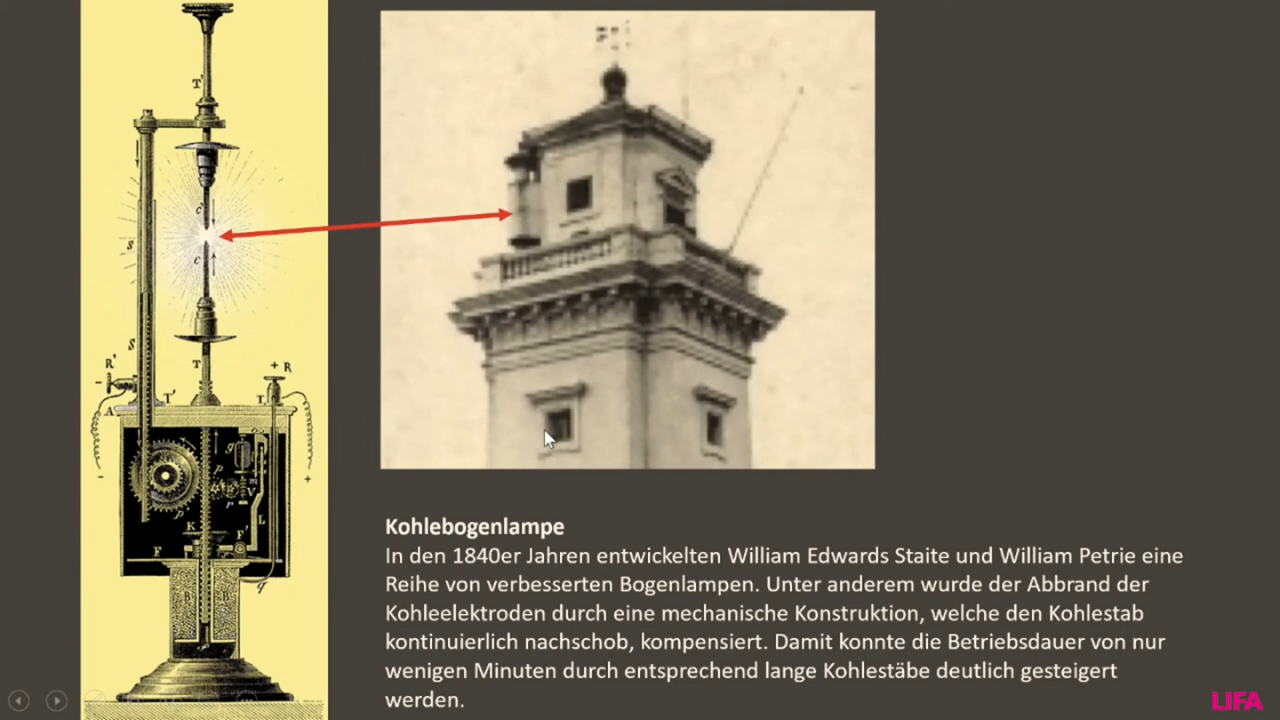 T'
c'
S
c
S
T
R'
+ R
-
T'
T
A
g
p
m
V
r
-
+
p'
L
K
F'
F
B
B
Kohlebogenlampe
In den 1840er Jahren entwickelten William Edwards Staite und William Petrie eine
Reihe von verbesserten Bogenlampen. Unter anderem wurde der Abbrand der
Kohleelektroden durch eine mechanische Konstruktion, welche den Kohlestab
kontinuierlich nachschob, kompensiert. Damit konnte die Betriebsdauer von nur
wenigen Minuten durch entsprechend lange Kohlestäbe deutlich gesteigert
werden.
LIFA